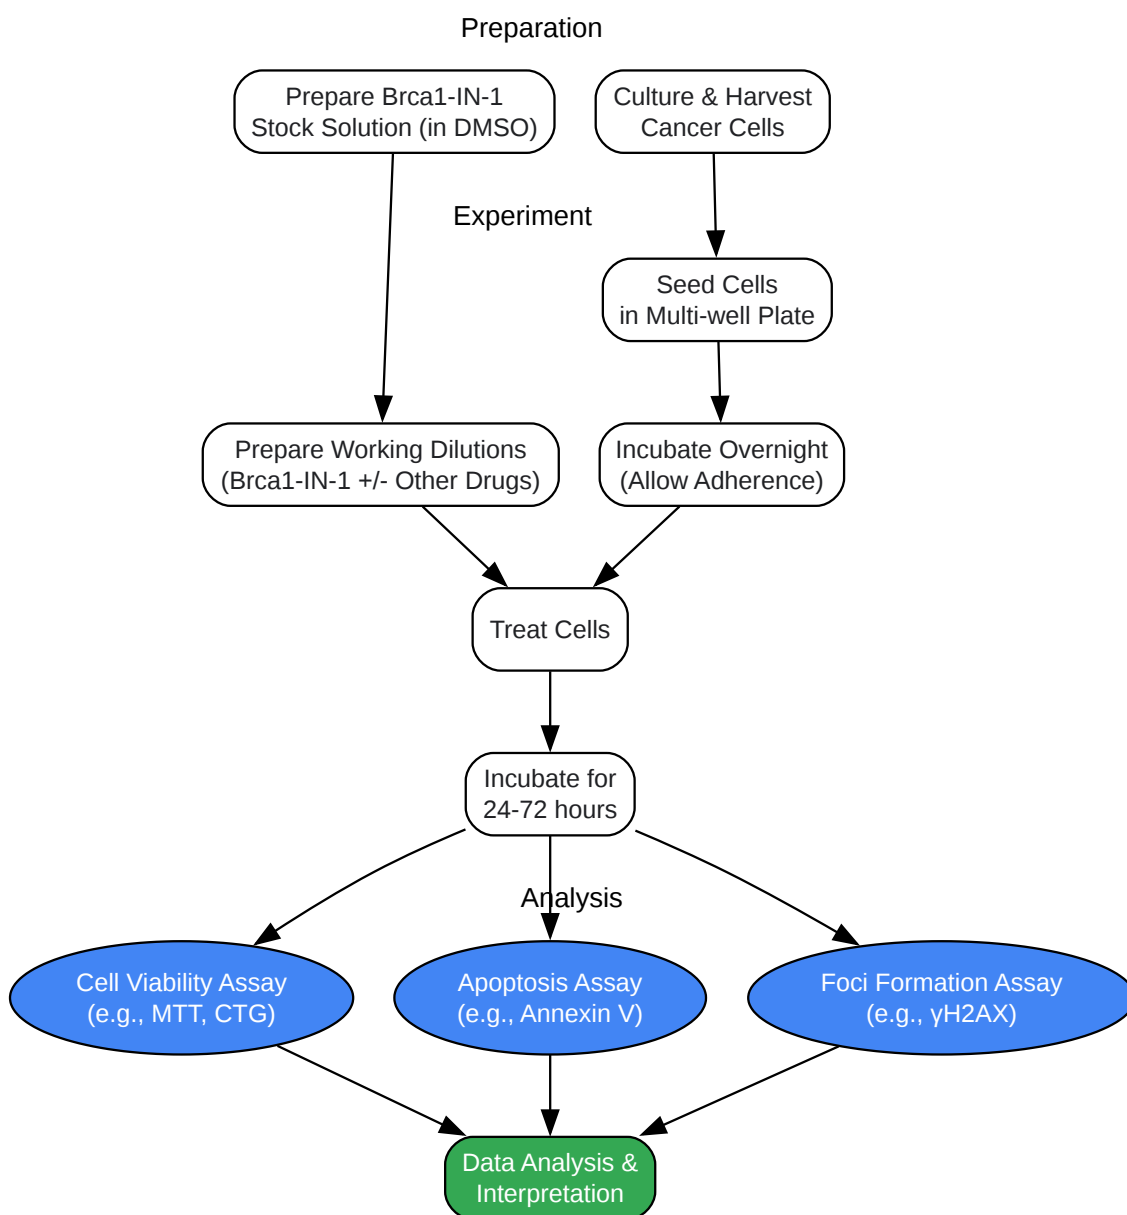 Preparation
Prepare Brca1-IN-1
Stock Solution (in DMSO)
Culture & Harvest
Cancer Cells
Experiment
Seed Cells
in Multi-well Plate
Prepare Working Dilutions
(Brca1-IN-1 +/- Other Drugs)
Incubate Overnight
(Allow Adherence)
Treat Cells
Incubate for
24-72 hours
Analysis
Cell Viability Assay
(e.g., MTT, CTG)
Apoptosis Assay
(e.g., Annexin V)
Foci Formation Assay
(e.g., γH2AX)
Data Analysis &
Interpretation